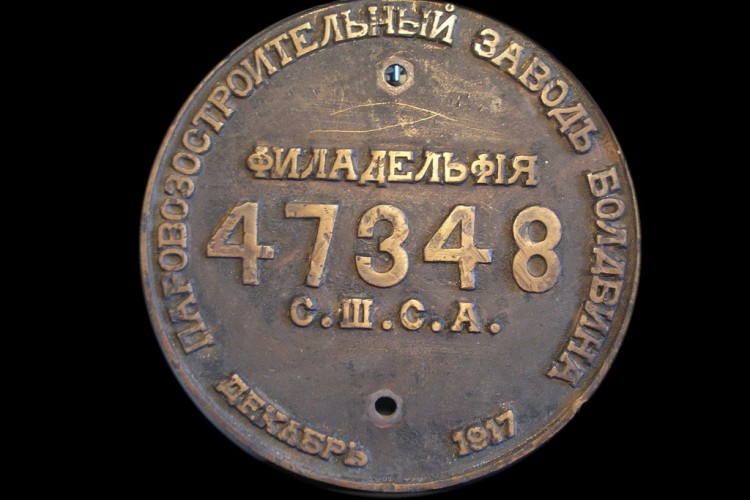 ПАРОВОЗОСТРОИТЕЛЬНЫЙ ЗАВОДЪ БОЛДВИНА
ФИЛАДЕЛЬФІЯ
47348
С.Ш.С.А.
ДЕКАБРЬ 1917